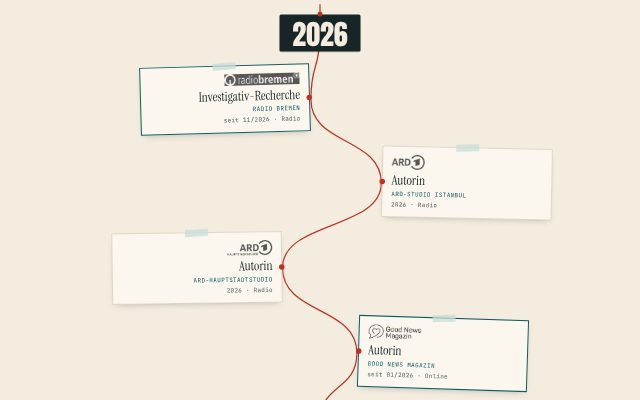 2026
radiobremen
Investigativ-Recherche
RADIO BREMEN
seit 11/2026 · Radio
ARD
Autorin
ARD-STUDIO ISTANBUL
2026 · Radio
ARD
HAUPTSTADTSTUDIO
Autorin
ARD-HAUPTSTADTSTUDIO
2026 · Radio
Good News
Magazin
Autorin
GOOD NEWS MAGAZIN
seit 01/2026 · Online